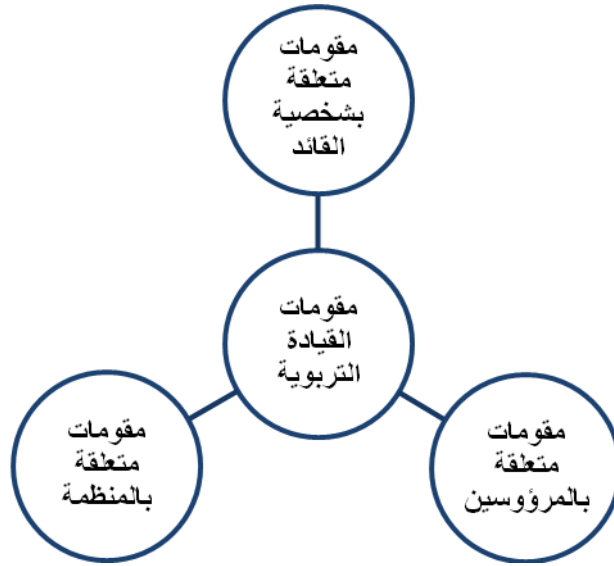 مقومات
متعلقة
بشخصية
القائد
مقومات
القيادة
التربوية
مقومات
متعلقة
بالمرؤوسين
مقومات
متعلقة
بالمنظمة